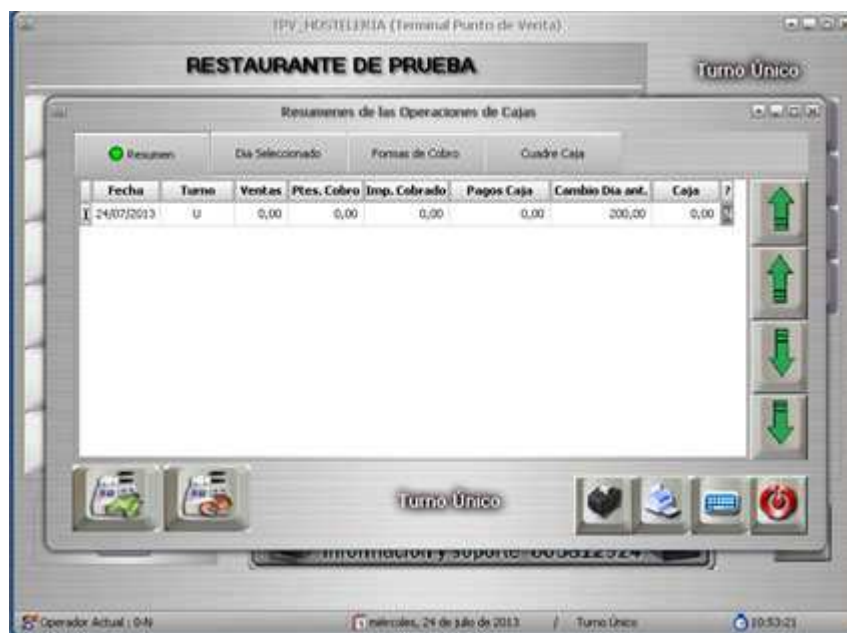 TPV_HOSTELERIA (Terminal Punto de Venta)
RESTAURANTE DE PRUEBA
Turno Único
Resumenes de las Operaciones de Cajas
Resumen
Dia Seleccionado
Formas de Cobro
Cuadre Caja
Fecha Turno Ventas Ptes. Cobro Imp. Cobrado Pagos Caja Cambio Dia ant. Caja ?
24/07/2013 U 0,00 0,00 0,00 0,00 200,00 0,00 N
Turno Único
Información y soporte
Operador Actual : 0-N
miércoles, 24 de julio de 2013 / Turno Único
10:53:21